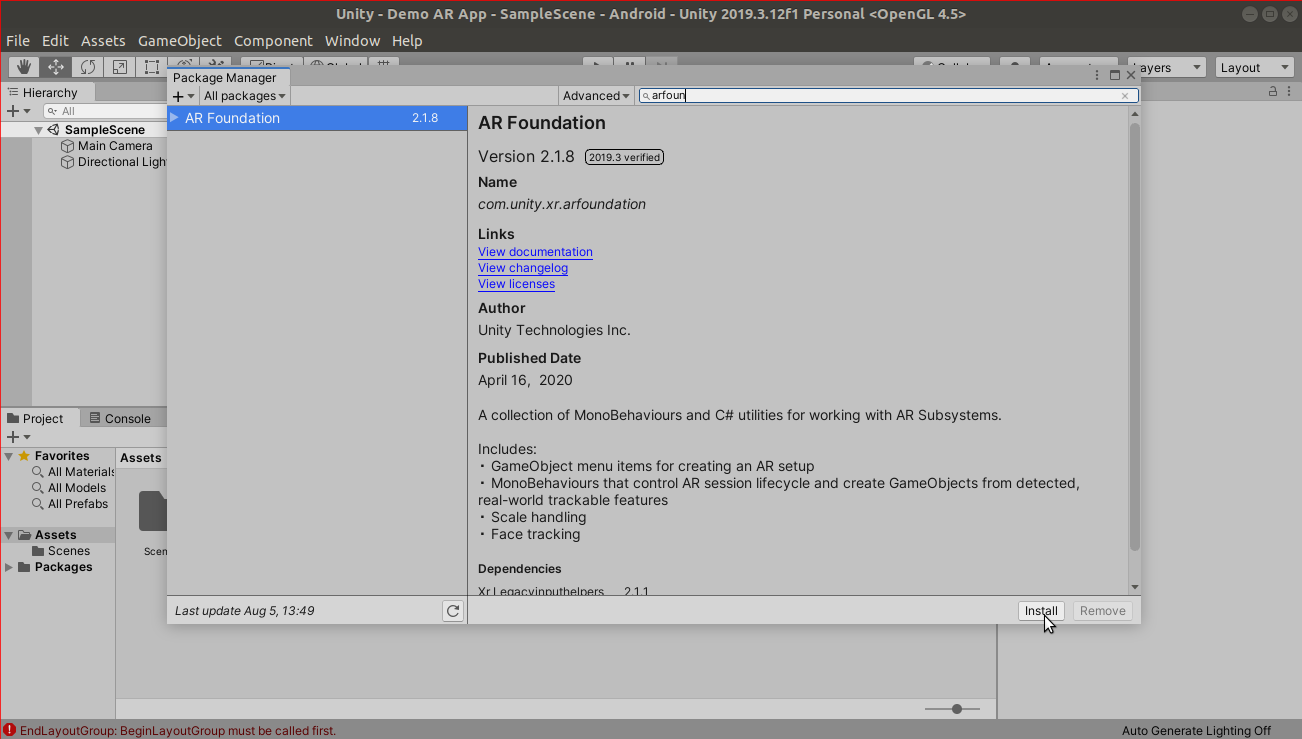 Unity - Demo AR App - SampleScene - Android - Unity 2019.3.12f1 Personal <OpenGL 4.5>
File Edit Assets GameObject Component Window Help
Layout
Package Manager
+ All packages Advanced arfoun
Hierarchy
All
SampleScene
Main Camera
Directional
AR Foundation 2.1.8
AR Foundation
Version 2.1.8 2019.3 verified
Name
com.unity.xr.arfoundation
Links
View documentation
View changelog
View licenses
Author
Unity Technologies Inc.
Published Date
April 16, 2020
A collection of MonoBehaviours and C# utilities for working with AR Subsystems.
Includes:
・ GameObject menu items for creating an AR setup
・ MonoBehaviours that control AR session lifecycle and create GameObjects from detected,
real-world trackable features
・ Scale handling
・ Face tracking
Dependencies
Xr.Legacyinputhelpers 2.1.1
Last update Aug 5, 13:49
Install Remove
Project Console
Favorites
All Materials
All Models
All Prefabs
Assets
Scenes
Packages
Assets
EndLayoutGroup: BeginLayoutGroup must be called first.
Auto Generate Lighting Off